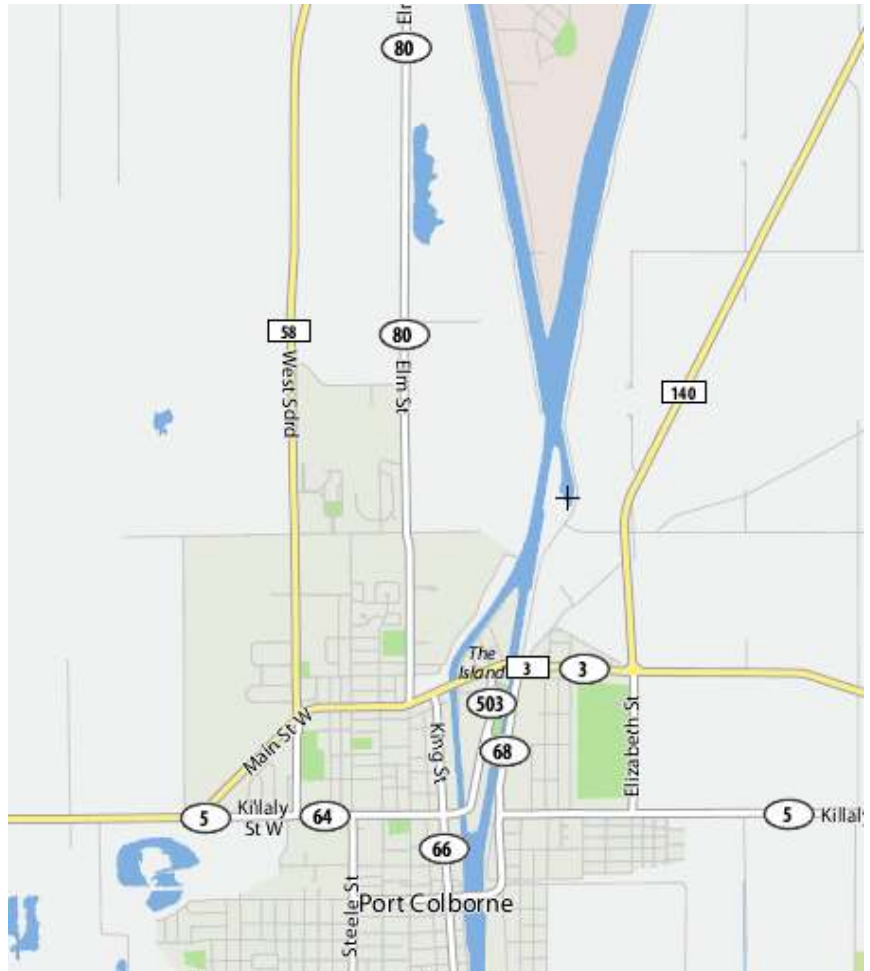 El
80
58
80
West Sdrd
Elm St
140
The
Island
3
3
503
Main St W
King St
68
Elizabeth St
5
Killaly
St W
64
5
Killaly
66
Steele St
Port Colborne